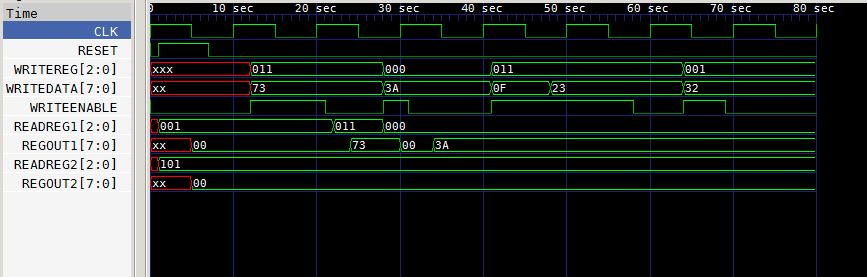 Time 0 10 sec 20 sec 30 sec 40 sec 50 sec 60 sec 70 sec 80 sec
CLK
RESET
WRITEREG[2:0] xxx 011 000 011 001
WRITEDATA[7:0] xx 73 3A 0F 23 32
WRITEENABLE
READREG1[2:0] 001 011 000
REGOUT1[7:0] xx 00 73 00 3A
READREG2[2:0] 101
REGOUT2[7:0] xx 00